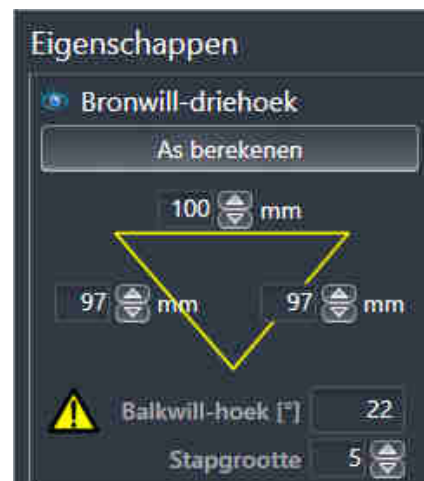 Eigenschappen
Bronwill-driehoek
As berekenen
100 mm
97 mm 97 mm
Balkwill-hoek [°] 22
Stapgrootte 5